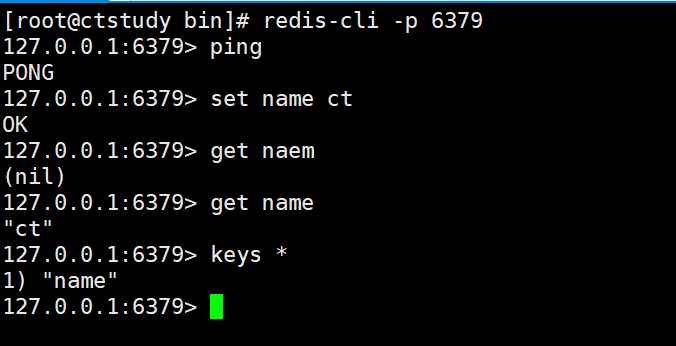 [root@ctstudy bin]# redis-cli -p 6379
127.0.0.1:6379> ping
PONG
127.0.0.1:6379> set name ct
OK
127.0.0.1:6379> get naem
(nil)
127.0.0.1:6379> get name
"ct"
127.0.0.1:6379> keys *
1) "name"
127.0.0.1:6379>